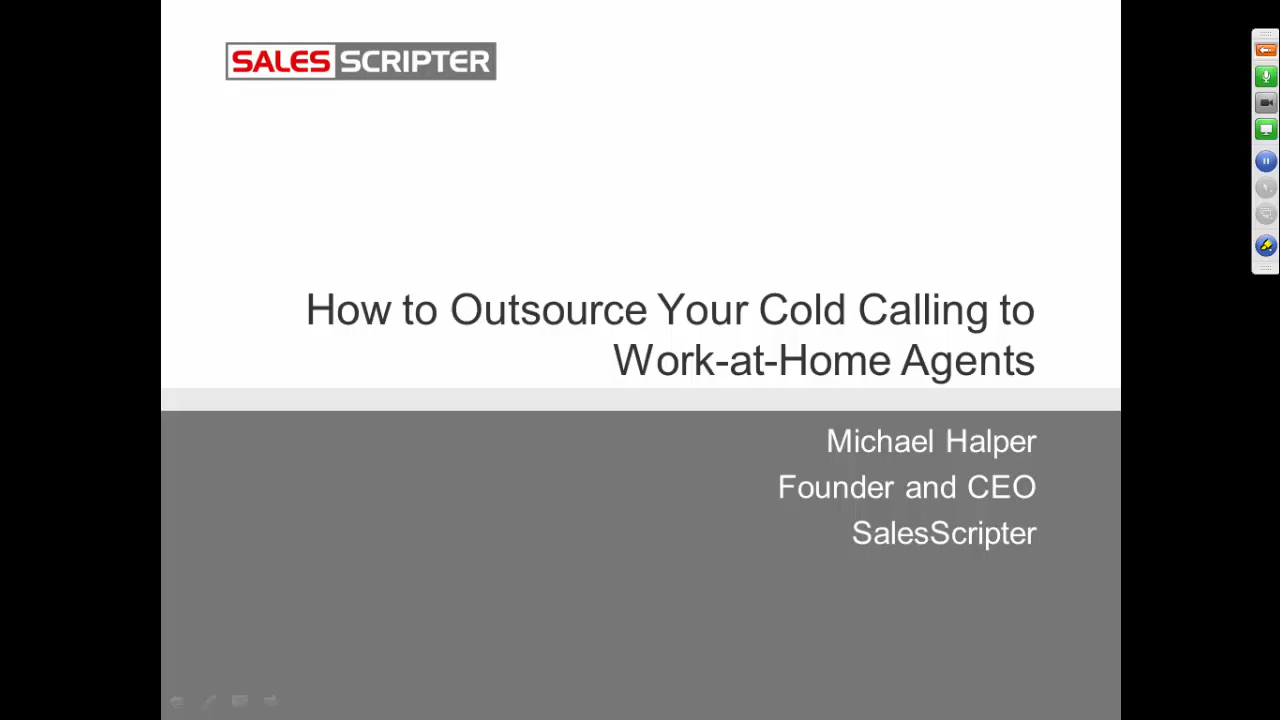 SALES SCRIPTER
How to Outsource Your Cold Calling to
Work-at-Home Agents
Michael Halper
Founder and CEO
SalesScripter